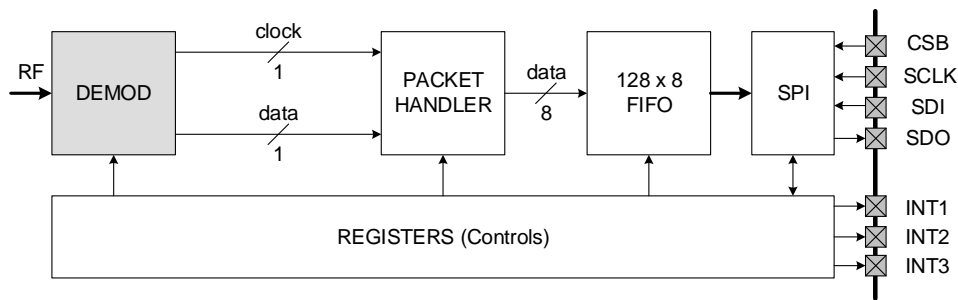 RF
DEMOD
clock
1
data
1
PACKET
HANDLER
data
8
128 x 8
FIFO
SPI
CSB
SCLK
SDI
SDO
REGISTERS (Controls)
INT1
INT2
INT3